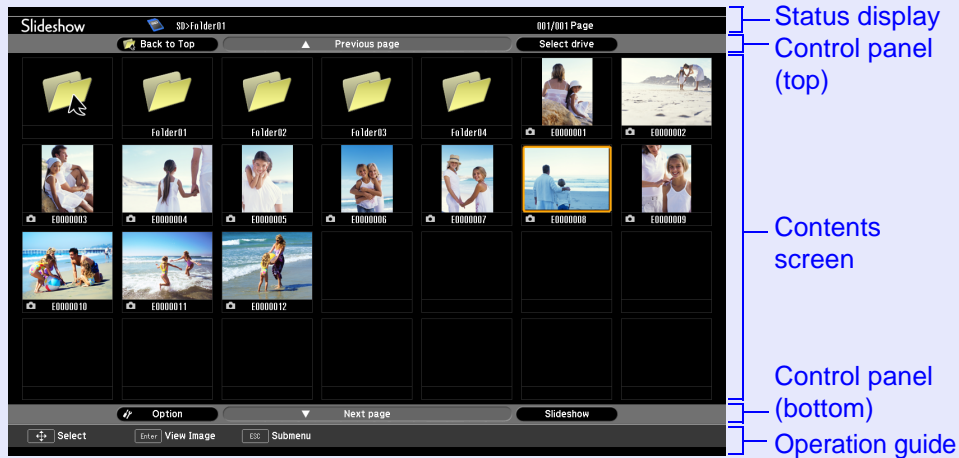 Slideshow SD>Folder01 001/001 Page
Back to Top ▲ Previous page Select drive
Folder01 Folder02 Folder03 Folder04 E0000001 E0000002
E0000003 E0000004 E0000005 E0000006 E0000007 E0000008 E0000009
E0000010 E0000011 E0000012
Option ▼ Next page Slideshow
Select Enter View Image ESC Submenu
Status display
Control panel
(top)
Contents
screen
Control panel
(bottom)
Operation guide